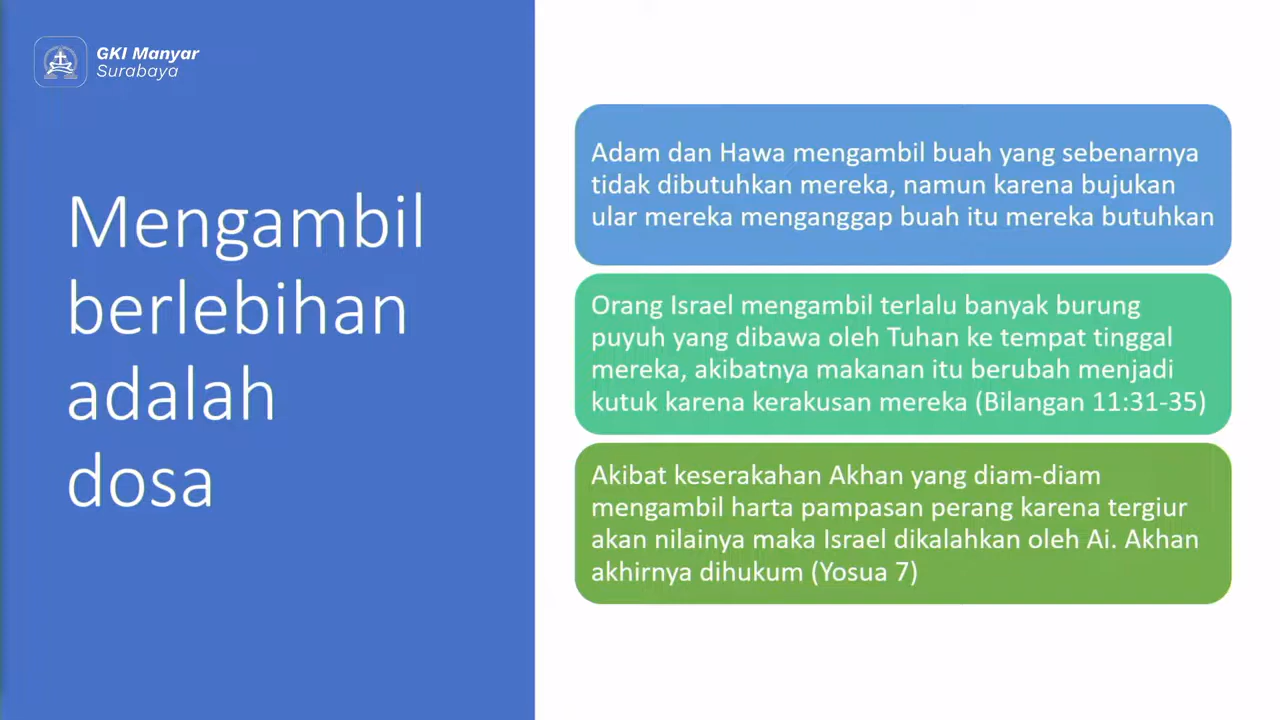 GKI Manyar
Surabaya
Mengambil
berlebihan
adalah
dosa
Adam dan Hawa mengambil buah yang sebenarnya
tidak dibutuhkan mereka, namun karena bujukan
ular mereka menganggap buah itu mereka butuhkan
Orang Israel mengambil terlalu banyak burung
puyuh yang dibawa oleh Tuhan ke tempat tinggal
mereka, akibatnya makanan itu berubah menjadi
kutuk karena kerakusan mereka (Bilangan 11:31-35)
Akibat keserakahan Akhan yang diam-diam
mengambil harta pampasan perang karena tergiur
akan nilainya maka Israel dikalahkan oleh Ai. Akhan
akhirnya dihukum (Yosua 7)